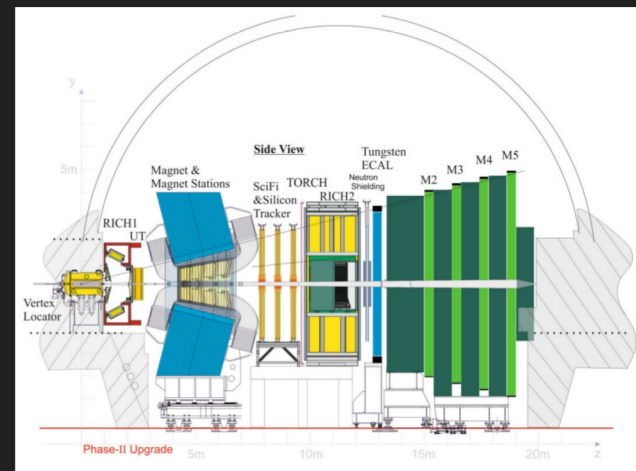 y
Side View
5m
Tungsten
ECAL
M2
M3
M4
M5
Neutron
Shielding
Magnet &
Magnet Stations
SciFi
&Silicon
Tracker
TORCH
RICH2
RICH1
UT
Vertex
Locator
Phase-II Upgrade
5m
10m
15m
20m
z